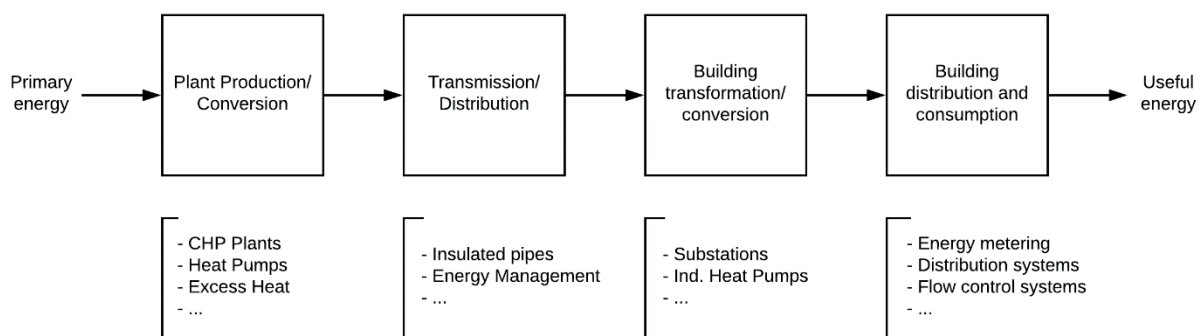 Primary
energy
Plant Production/
Conversion
Transmission/
Distribution
Building
transformation/
conversion
Building
distribution and
consumption
Useful
energy
- CHP Plants
- Heat Pumps
- Excess Heat
- ...
- Insulated pipes
- Energy Management
- ...
- Substations
- Ind. Heat Pumps
- ...
- Energy metering
- Distribution systems
- Flow control systems
- ...